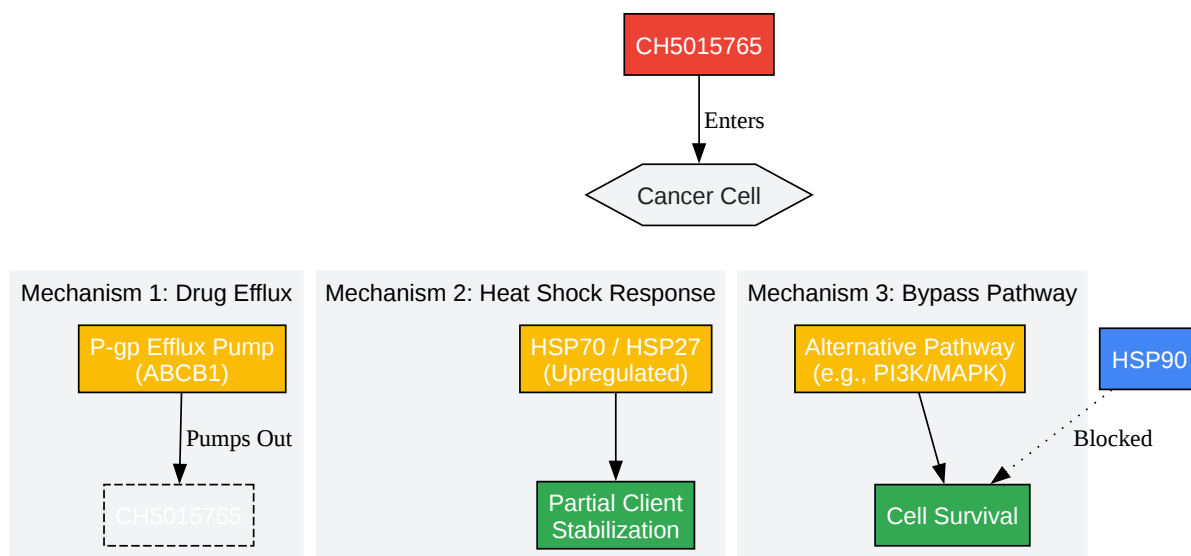 CH5015765
Enters
Cancer Cell
Mechanism 1: Drug Efflux
P-gp Efflux Pump
(ABCB1)
Pumps Out
CH5015765
Mechanism 2: Heat Shock Response
HSP70 / HSP27
(Upregulated)
Partial Client
Stabilization
Mechanism 3: Bypass Pathway
Alternative Pathway
(e.g., PI3K/MAPK)
HSP90
Blocked
Cell Survival